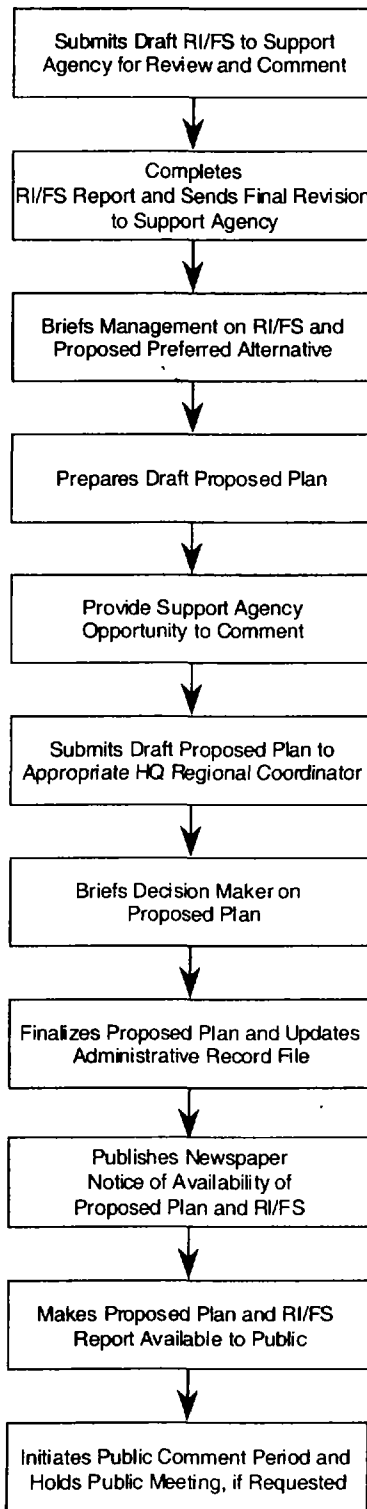 Submits Draft RI/FS to Support
Agency for Review and Comment
Completes
RI/FS Report and Sends Final Revision
to Support Agency
Briefs Management on RI/FS and
Proposed Preferred Alternative
Prepares Draft Proposed Plan
Provide Support Agency
Opportunity to Comment
Submits Draft Proposed Plan to
Appropriate HQ Regional Coordinator
Briefs Decision Maker on
Proposed Plan
Finalizes Proposed Plan and Updates
Administrative Record File
Publishes Newspaper
Notice of Availability of
Proposed Plan and RI/FS
Makes Proposed Plan and RI/FS
Report Available to Public
Initiates Public Comment Period and
Holds Public Meeting, if Requested